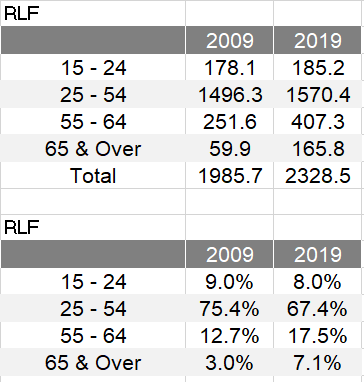 RLF
2009 2019
15 - 24 178.1 185.2
25 - 54 1496.3 1570.4
55 - 64 251.6 407.3
65 & Over 59.9 165.8
Total 1985.7 2328.5
RLF
2009 2019
15 - 24 9.0% 8.0%
25 - 54 75.4% 67.4%
55 - 64 12.7% 17.5%
65 & Over 3.0% 7.1%